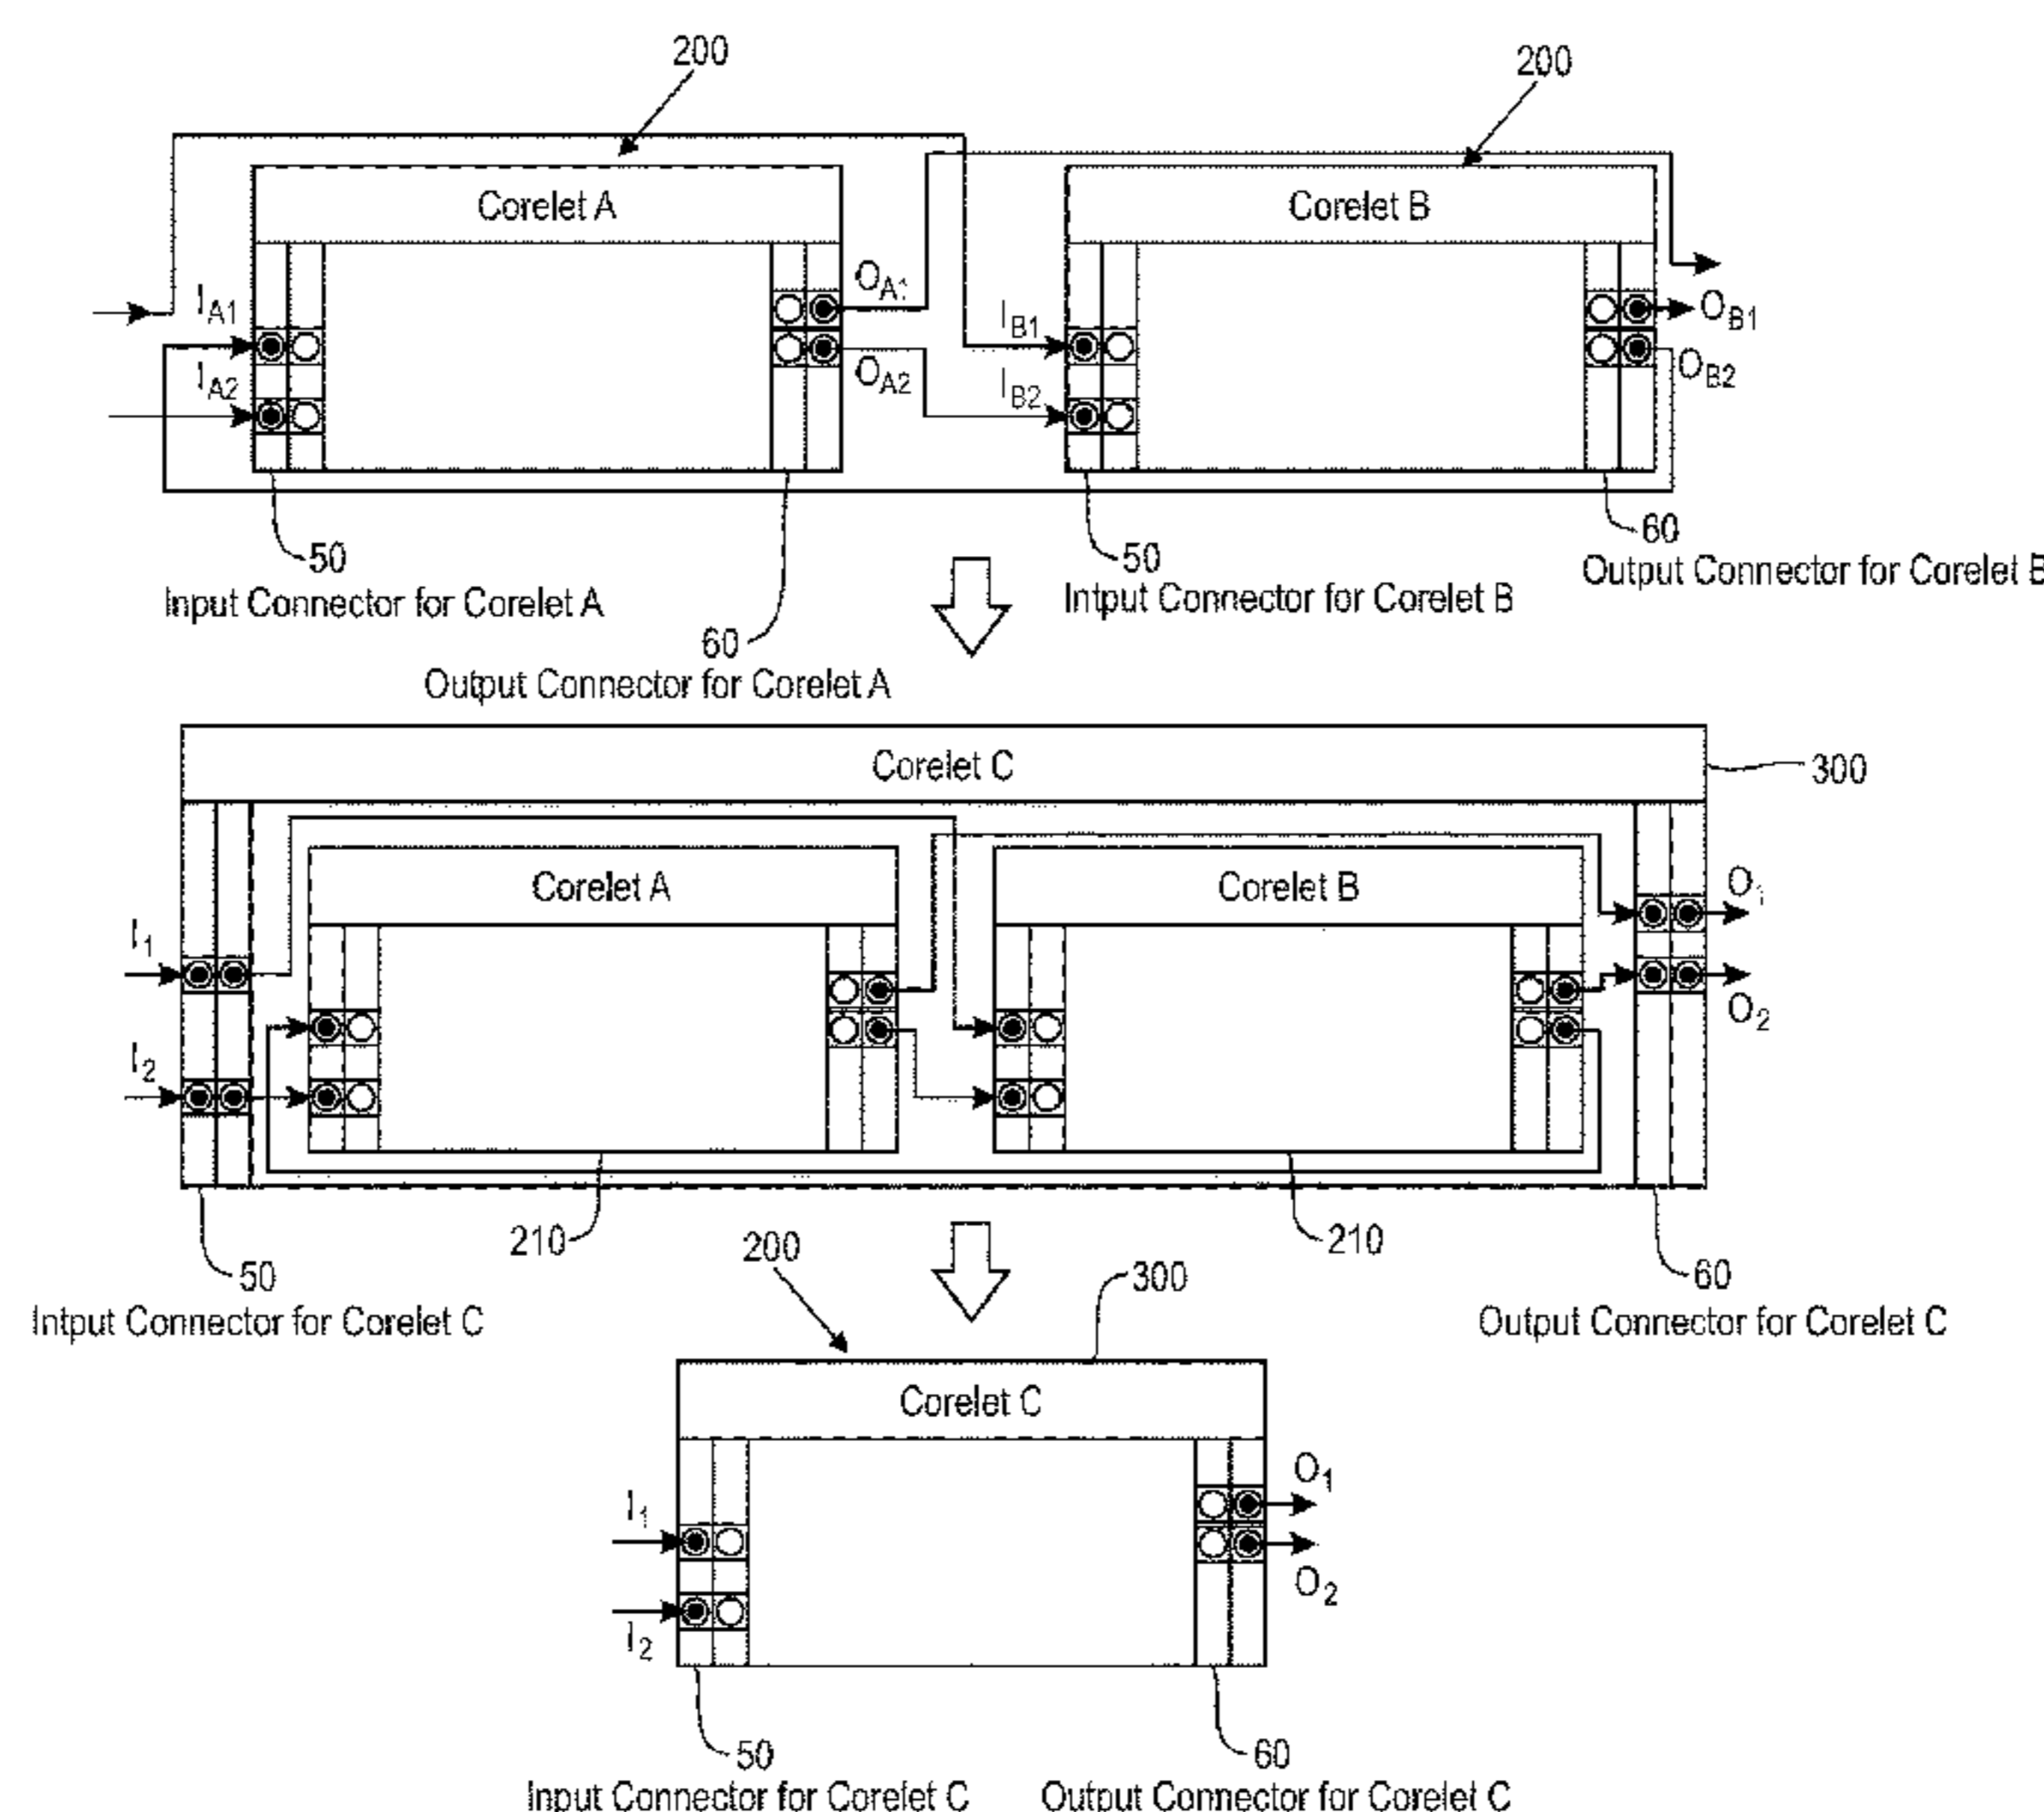 200
200
Corelet A
Corelet B
I_A1
O_A1
I_B1
O_B1
I_A2
O_A2
I_B2
O_B2
50
Input Connector for Corelet A
60
Output Connector for Corelet A
50
Intput Connector for Corelet B
60
Output Connector for Corelet B
Corelet C
300
Corelet A
Corelet B
I_1
O_1
I_2
O_2
210
210
50
Intput Connector for Corelet C
60
Output Connector for Corelet C
200
300
Corelet C
I_1
O_1
I_2
O_2
50
Input Connector for Corelet C
60
Output Connector for Corelet C